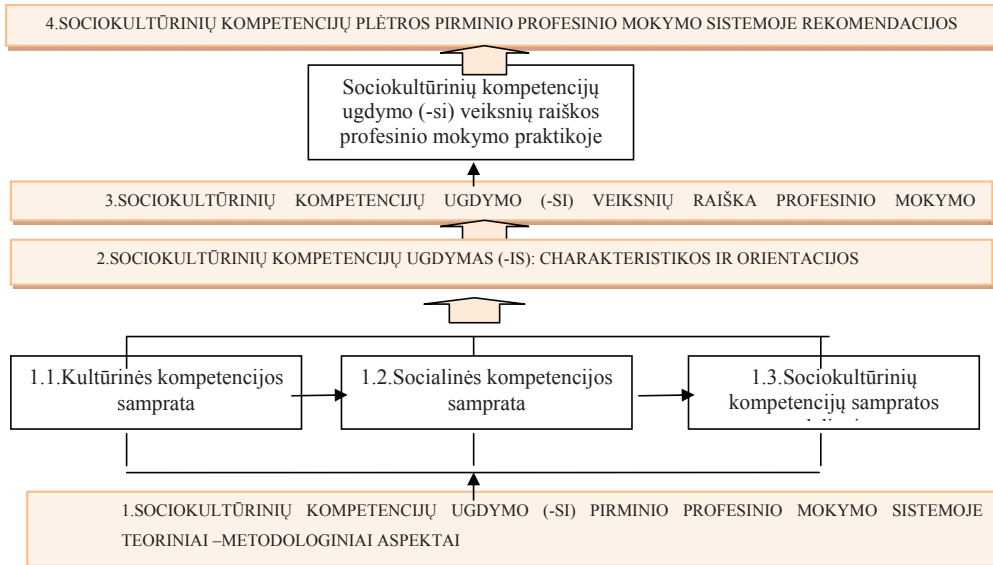 4.SOCIOKULTŪRINIŲ KOMPETENCIJŲ PLĖTROS PIRMINIO PROFESINIO MOKYMO SISTEMOJE REKOMENDACIJOS
Sociokultūrinių kompetencijų
ugdymo (-si) veiksnių raiškos
profesinio mokymo praktikoje
3.SOCIOKULTŪRINIŲ KOMPETENCIJŲ UGDYMO (-SI) VEIKSNIŲ RAIŠKA PROFESINIO MOKYMO
2.SOCIOKULTŪRINIŲ KOMPETENCIJŲ UGDYMAS (-IS): CHARAKTERISTIKOS IR ORIENTACIJOS
1.1.Kultūrinės kompetencijos
samprata
1.2.Socialinės kompetencijos
samprata
1.3.Sociokultūrinių
kompetencijų sampratos
1.SOCIOKULTŪRINIŲ KOMPETENCIJŲ UGDYMO (-SI) PIRMINIO PROFESINIO MOKYMO SISTEMOJE
TEORINIAI –METODOLOGINIAI ASPEKTAI